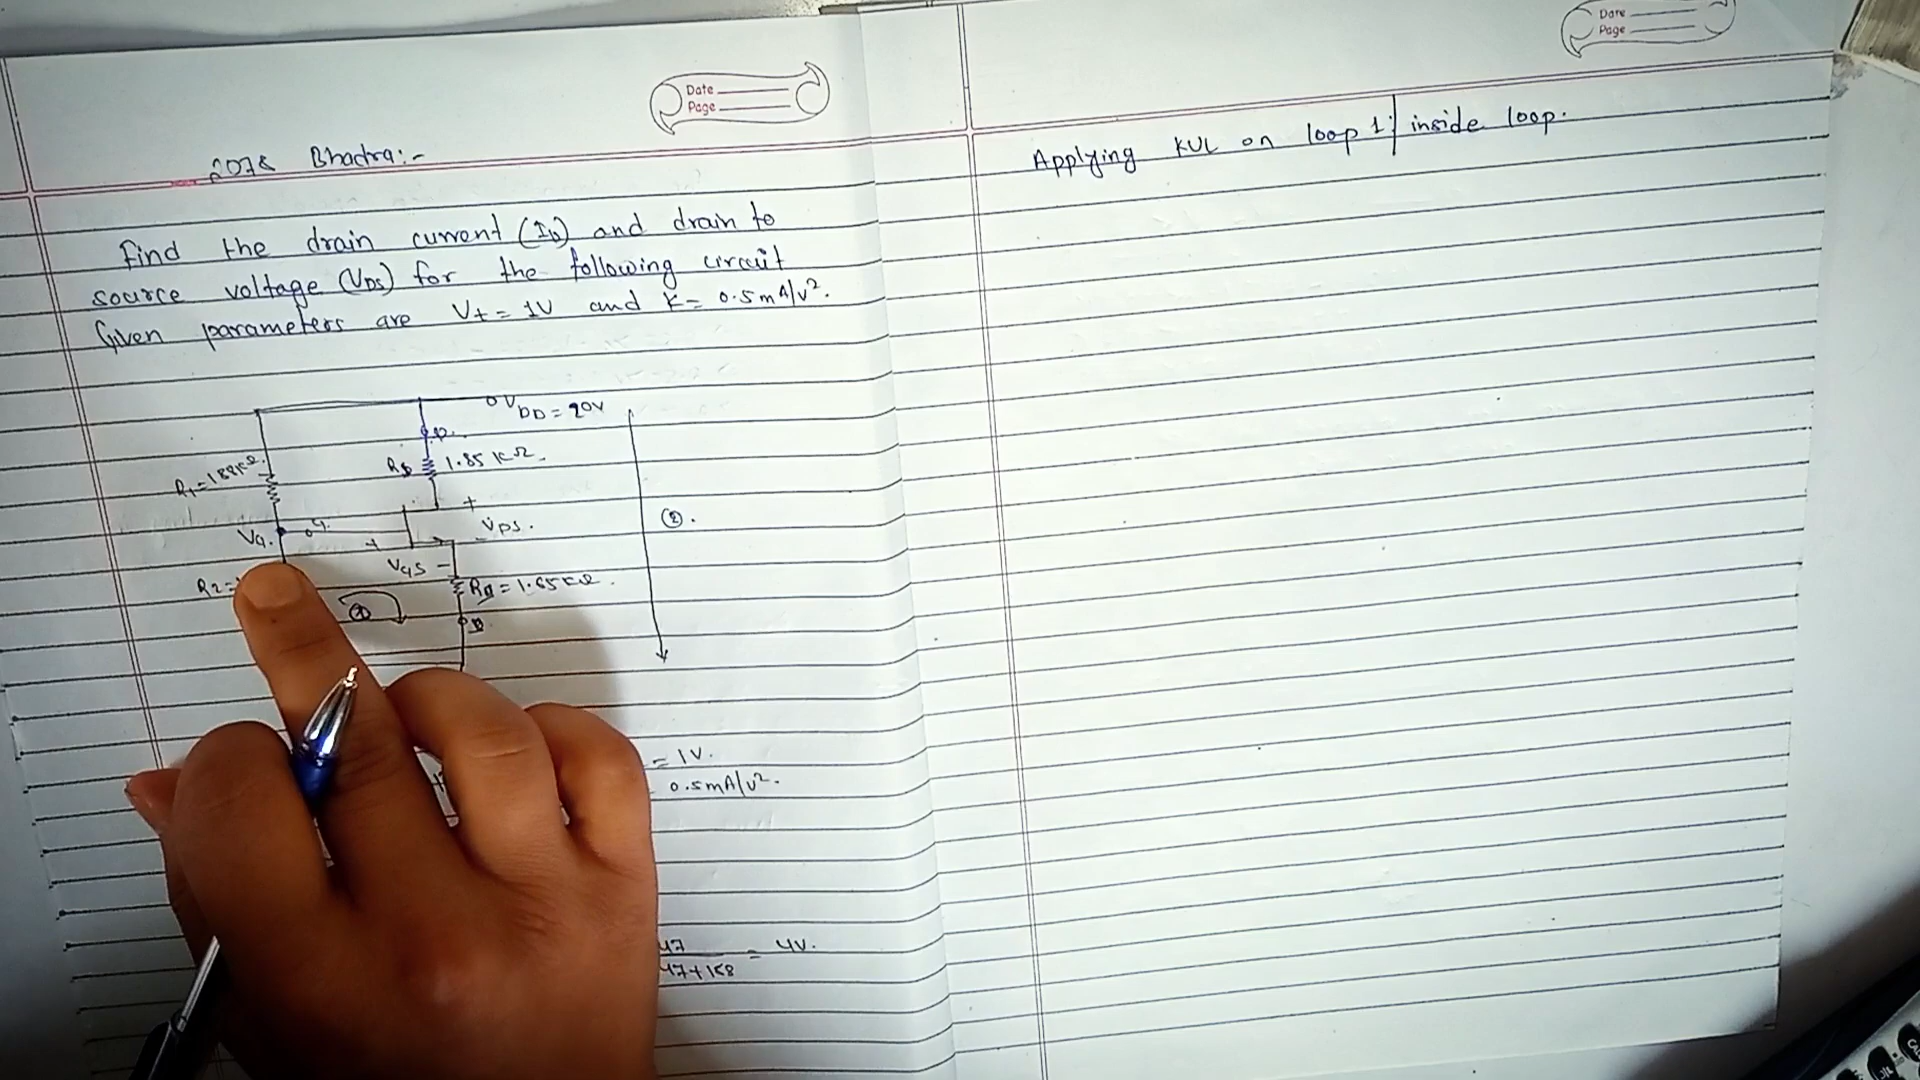 Date
Page
2078 Bhadra:-
Find the drain current (ID) and drain to
source voltage (VDS) for the following circuit
Given parameters are Vt = 1V and K = 0.5mA/v².
VDD = 20V
R1=188KΩ
1.85 KΩ
VG.
G.
+
VDS.
+
VGS -
R2=
= 1.85KΩ.
②.
= 1V.
0.5mA/v².
47
47+188
= 4V.
Date
Page
Applying KVL on loop 1:/ inside loop.